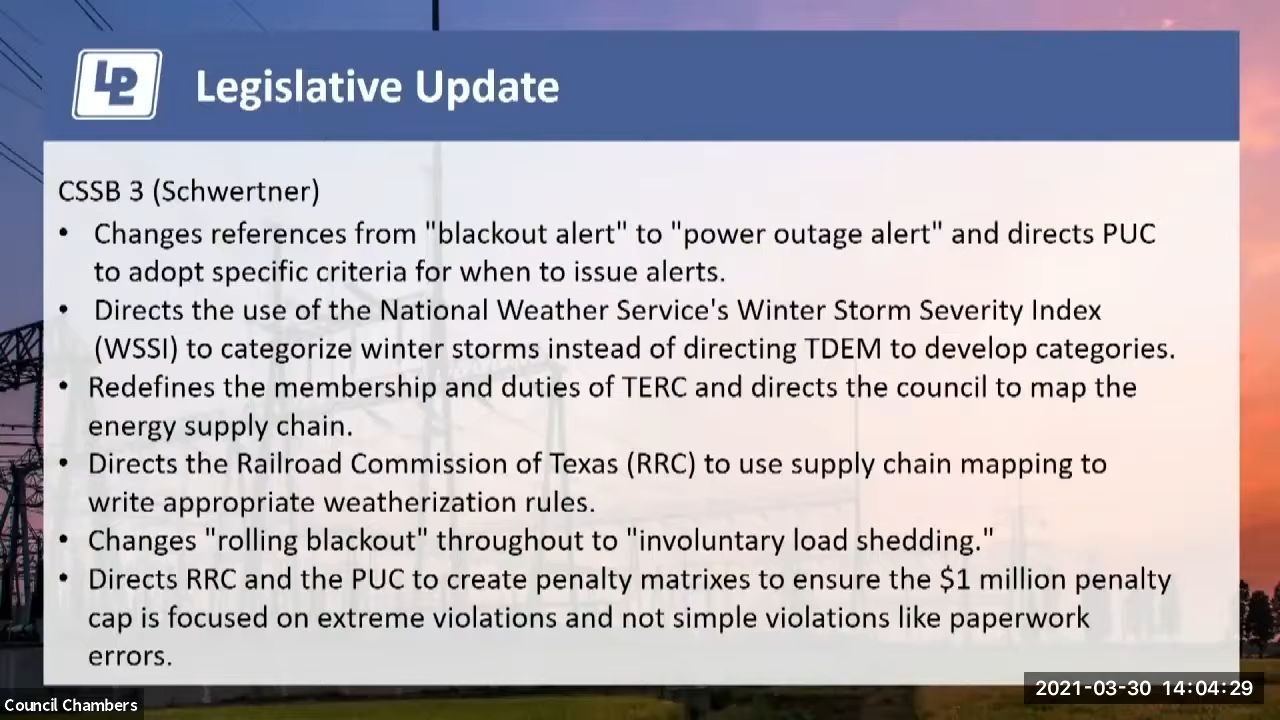 LP
Legislative Update
CSSB 3 (Schwertner)
• Changes references from "blackout alert" to "power outage alert" and directs PUC
to adopt specific criteria for when to issue alerts.
• Directs the use of the National Weather Service's Winter Storm Severity Index
(WSSI) to categorize winter storms instead of directing TDEM to develop categories.
• Redefines the membership and duties of TERC and directs the council to map the
energy supply chain.
• Directs the Railroad Commission of Texas (RRC) to use supply chain mapping to
write appropriate weatherization rules.
• Changes "rolling blackout" throughout to "involuntary load shedding."
• Directs RRC and the PUC to create penalty matrixes to ensure the $1 million penalty
cap is focused on extreme violations and not simple violations like paperwork
errors.
2021-03-30 14:04:29
Council Chambers